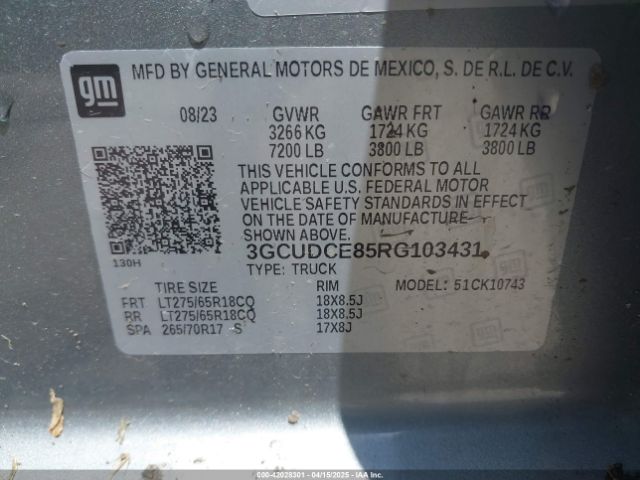 gm
MFD BY GENERAL MOTORS DE MEXICO, S. DE R.L. DE C.V.
08/23 GVWR GAWR FRT GAWR RR
3266 KG 1724 KG 1724 KG
7200 LB 3800 LB 3800 LB
THIS VEHICLE CONFORMS TO ALL
APPLICABLE U.S. FEDERAL MOTOR
VEHICLE SAFETY STANDARDS IN EFFECT
ON THE DATE OF MANUFACTURE
SHOWN ABOVE.
130H
3GCUDCE85RG103431
TYPE: TRUCK MODEL: 51CK10743
TIRE SIZE RIM
FRT LT275/65R18CQ 18X8.5J
RR LT275/65R18CQ 18X8.5J
SPA 265/70R17 S 17X8J
000-42028301 - 04/15/2025 - IAAI.COM